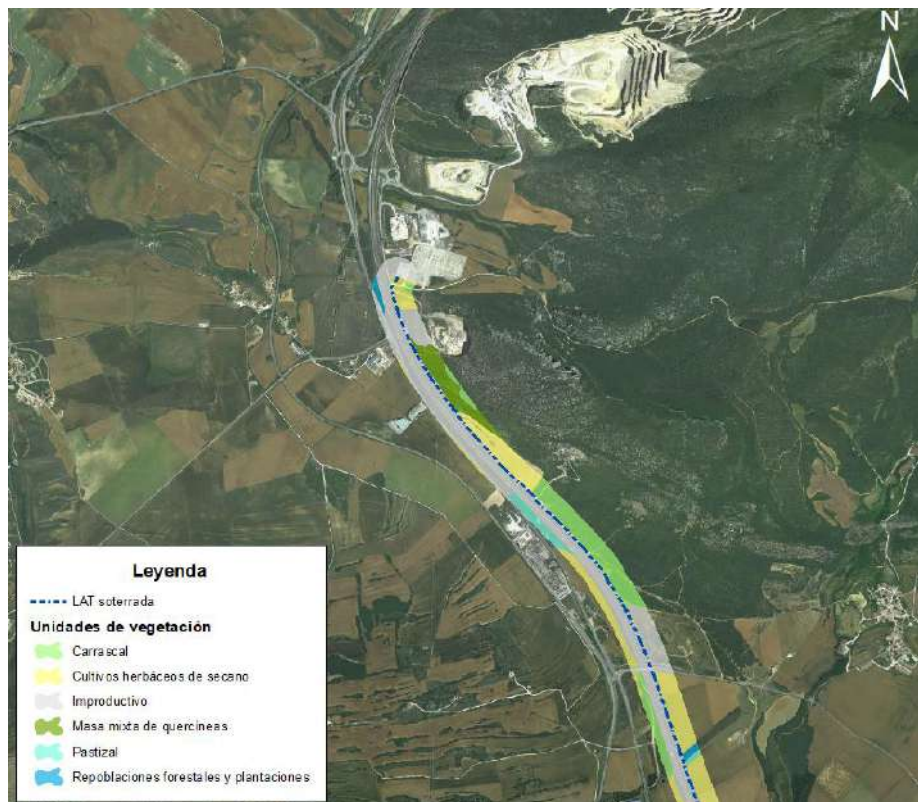 N
Leyenda
LAT soterrada
Unidades de vegetación
Carrascal
Cultivos herbáceos de secano
Improductivo
Masa mixta de quercíneas
Pastizal
Repoblaciones forestales y plantaciones